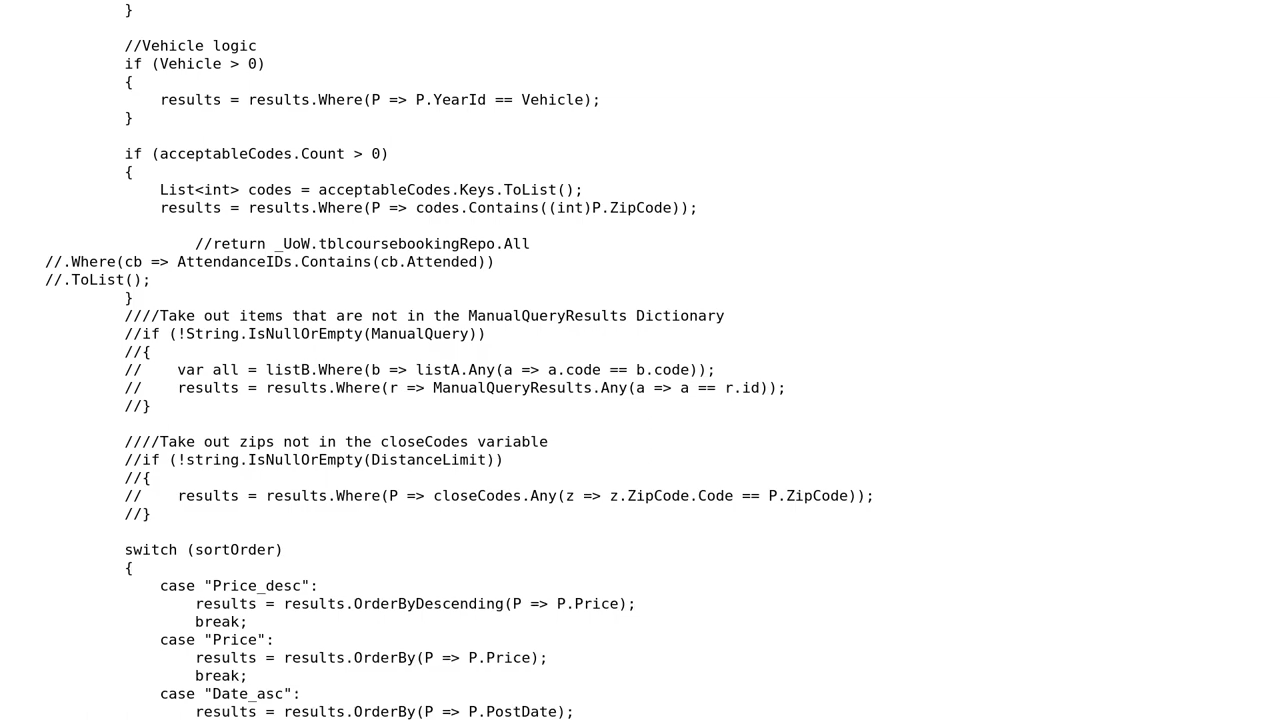 }
//Vehicle logic
if (Vehicle > 0)
{
results = results.Where(P => P.YearId == Vehicle);
}
if (acceptableCodes.Count > 0)
{
List<int> codes = acceptableCodes.Keys.ToList();
results = results.Where(P => codes.Contains((int)P.ZipCode));
//return _UoW.tblcoursebookingRepo.All
//.Where(cb => AttendanceIDs.Contains(cb.Attended))
//.ToList();
}
////Take out items that are not in the ManualQueryResults Dictionary
//if (!String.IsNullOrEmpty(ManualQuery))
//{
//    var all = listB.Where(b => listA.Any(a => a.code == b.code));
//    results = results.Where(r => ManualQueryResults.Any(a => a == r.id));
//}
////Take out zips not in the closeCodes variable
//if (!string.IsNullOrEmpty(DistanceLimit))
//{
//    results = results.Where(P => closeCodes.Any(z => z.ZipCode.Code == P.ZipCode));
//}
switch (sortOrder)
{
case "Price_desc":
results = results.OrderByDescending(P => P.Price);
break;
case "Price":
results = results.OrderBy(P => P.Price);
break;
case "Date_asc":
results = results.OrderBy(P => P.PostDate);